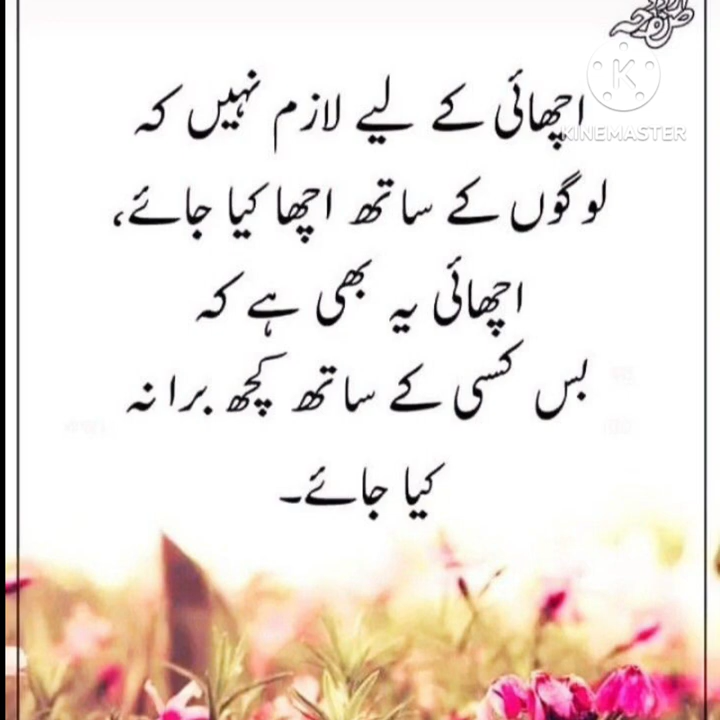 اچھائی کے لیے لازم نہیں کہ
KINEMASTER
لوگوں کے ساتھ اچھا کیا جائے،
اچھائی یہ بھی ہے کہ
بس کسی کے ساتھ کچھ برا نہ
کیا جائے۔